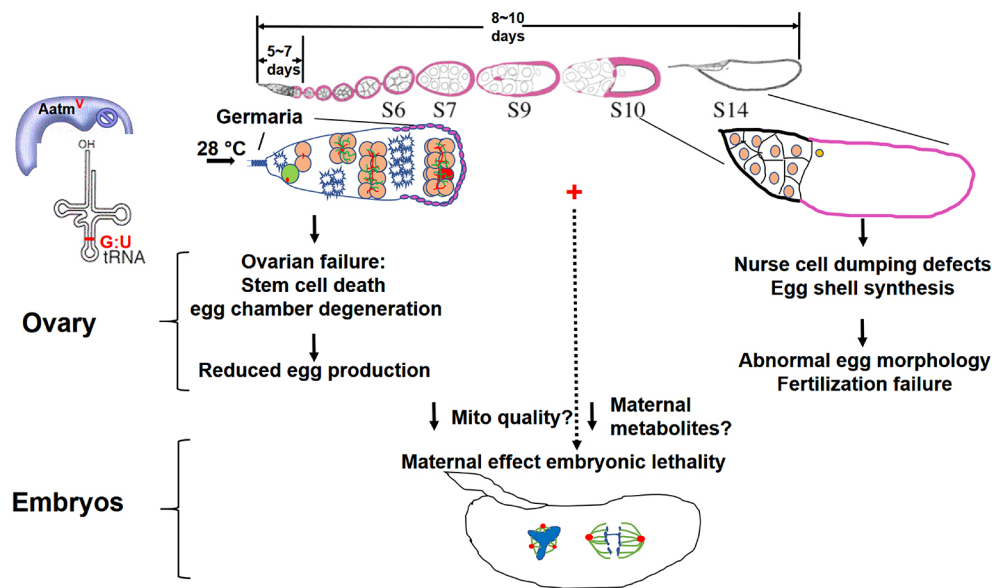 8~10
days
5~7
days
Aatm V
OH
G:U
tRNA
Germaria
28 °C
S6
S7
S9
S10
S14
+
Ovarian failure:
Stem cell death
egg chamber degeneration
Reduced egg production
Nurse cell dumping defects
Egg shell synthesis
Abnormal egg morphology
Fertilization failure
Ovary
Mito quality?
Maternal
metabolites?
Maternal effect embryonic lethality
Embryos